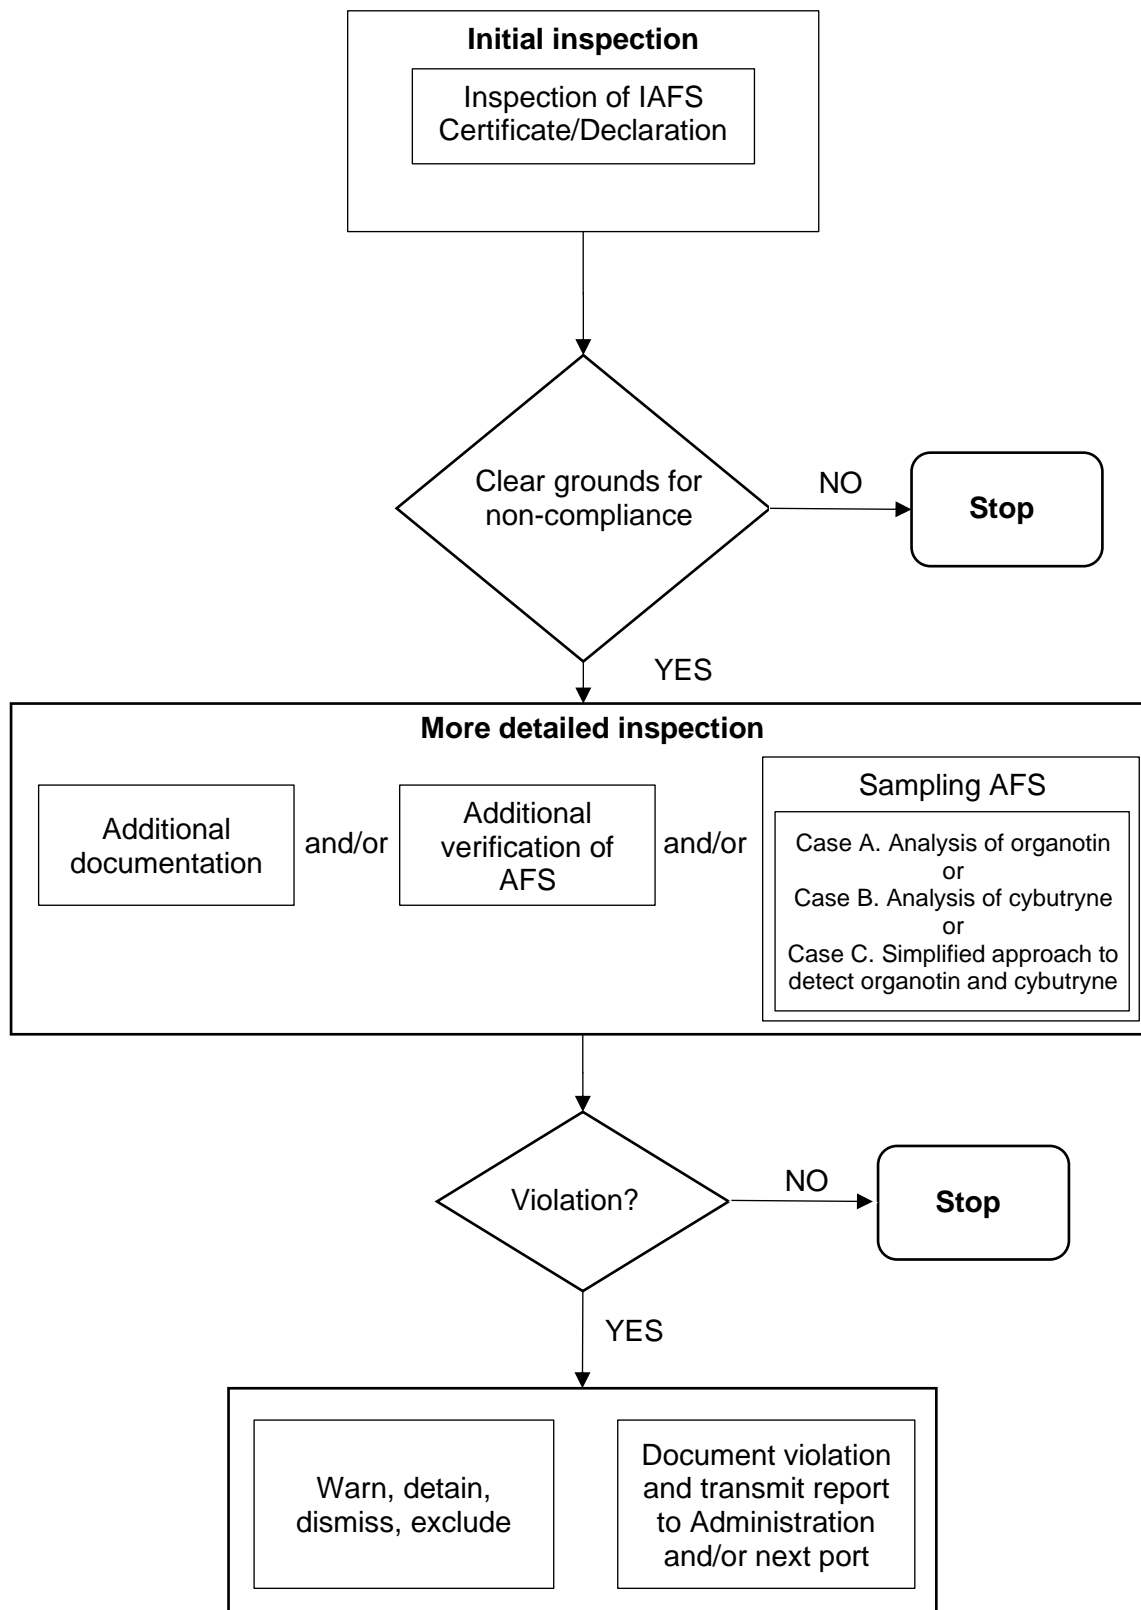 Initial inspection
Inspection of IAFS
Certificate/Declaration
Clear grounds for
non-compliance
NO
Stop
YES
More detailed inspection
Additional
documentation
and/or
Additional
verification of
AFS
and/or
Sampling AFS
Case A. Analysis of organotin
or
Case B. Analysis of cybutryne
or
Case C. Simplified approach to
detect organotin and cybutryne
Violation?
NO
Stop
YES
Warn, detain,
dismiss, exclude
Document violation
and transmit report
to Administration
and/or next port